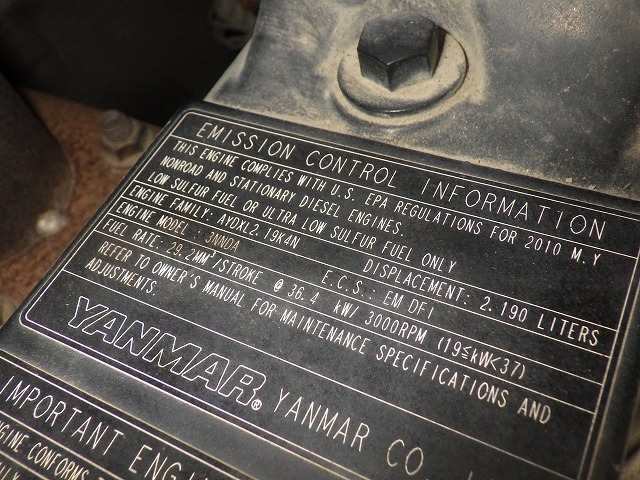 EMISSION CONTROL INFORMATION
THIS ENGINE COMPLIES WITH U.S. EPA REGULATIONS FOR 2010 M.Y
NONROAD AND STATIONARY DIESEL ENGINES.
LOW SULFUR FUEL OR ULTRA LOW SULFUR FUEL ONLY
ENGINE FAMILY: AYDXL2.19K4N DISPLACEMENT: 2.190 LITERS
ENGINE MODEL: 3NNDA E.C.S.: EM DFI
FUEL RATE: 29.2MM³/STROKE @ 36.4 kW/ 3000RPM (19≦kW<37)
REFER TO OWNER'S MANUAL FOR MAINTENANCE SPECIFICATIONS AND
ADJUSTMENTS.
YANMAR® YANMAR CO
IMPORTANT
CONFORMS